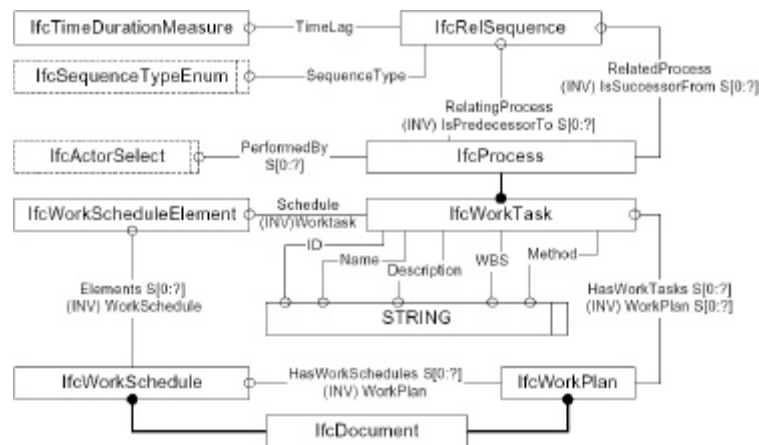 IfcTimeDurationMeasure
TimeLag
IfcRelSequence
IfcSequenceTypeEnum
SequenceType
RelatedProcess
(INV) IsSuccessorFrom S[0:?]
RelatingProcess
(INV) IsPredecessorTo S[0:?]
IfcActorSelect
PerformedBy
S[0:?]
IfcProcess
IfcWorkScheduleElement
Schedule
(INV)Worktask
IfcWorkTask
ID
Name
Description
WBS
Method
Elements S[0:?]
(INV) WorkSchedule
HasWorkTasks S[0:?]
(INV) WorkPlan S[0:?]
STRING
IfcWorkSchedule
HasWorkSchedules S[0:?]
(INV) WorkPlan
IfcWorkPlan
IfcDocument